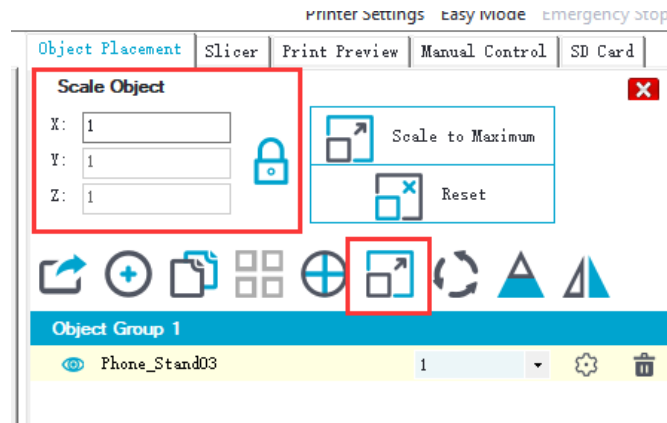 Printer Settings Easy Mode Emergency Stop
Object Placement Slicer Print Preview Manual Control SD Card
Scale Object
X: 1
Y: 1
Z: 1
Scale to Maximum
Reset
Object Group 1
Phone_Stand03 1